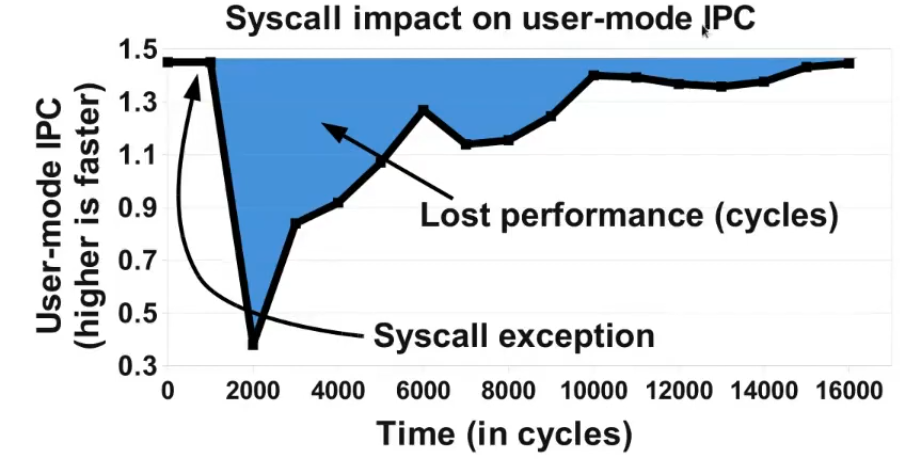 Syscall impact on user-mode IPC
User-mode IPC
(higher is faster)
1.5
1.3
1.1
0.9
0.7
0.5
0.3
Lost performance (cycles)
Syscall exception
0 2000 4000 6000 8000 10000 12000 14000 16000
Time (in cycles)